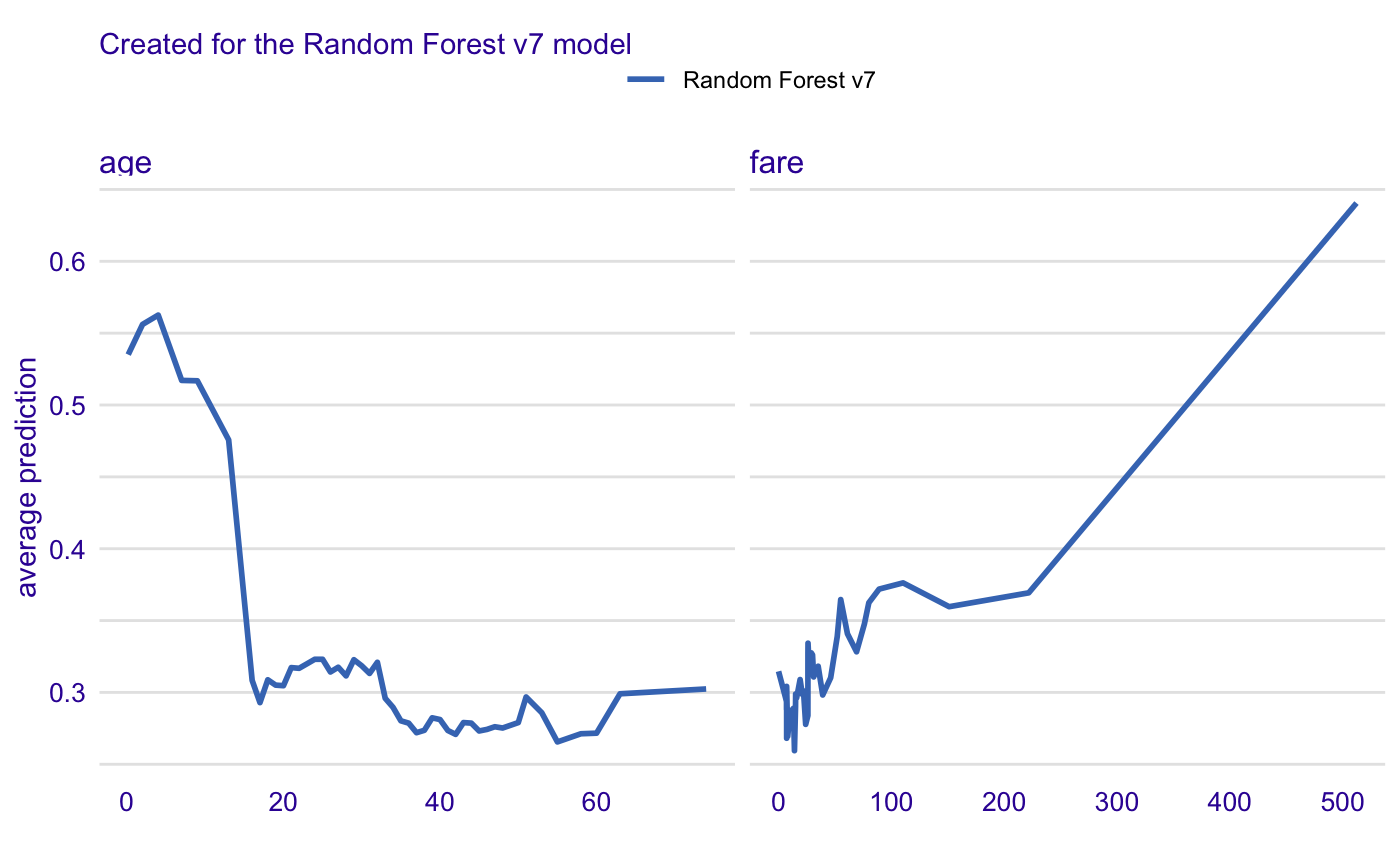 Created for the Random Forest v7 model
Random Forest v7
age
fare
average prediction
0.6
0.5
0.4
0.3
0 20 40 60
0 100 200 300 400 500